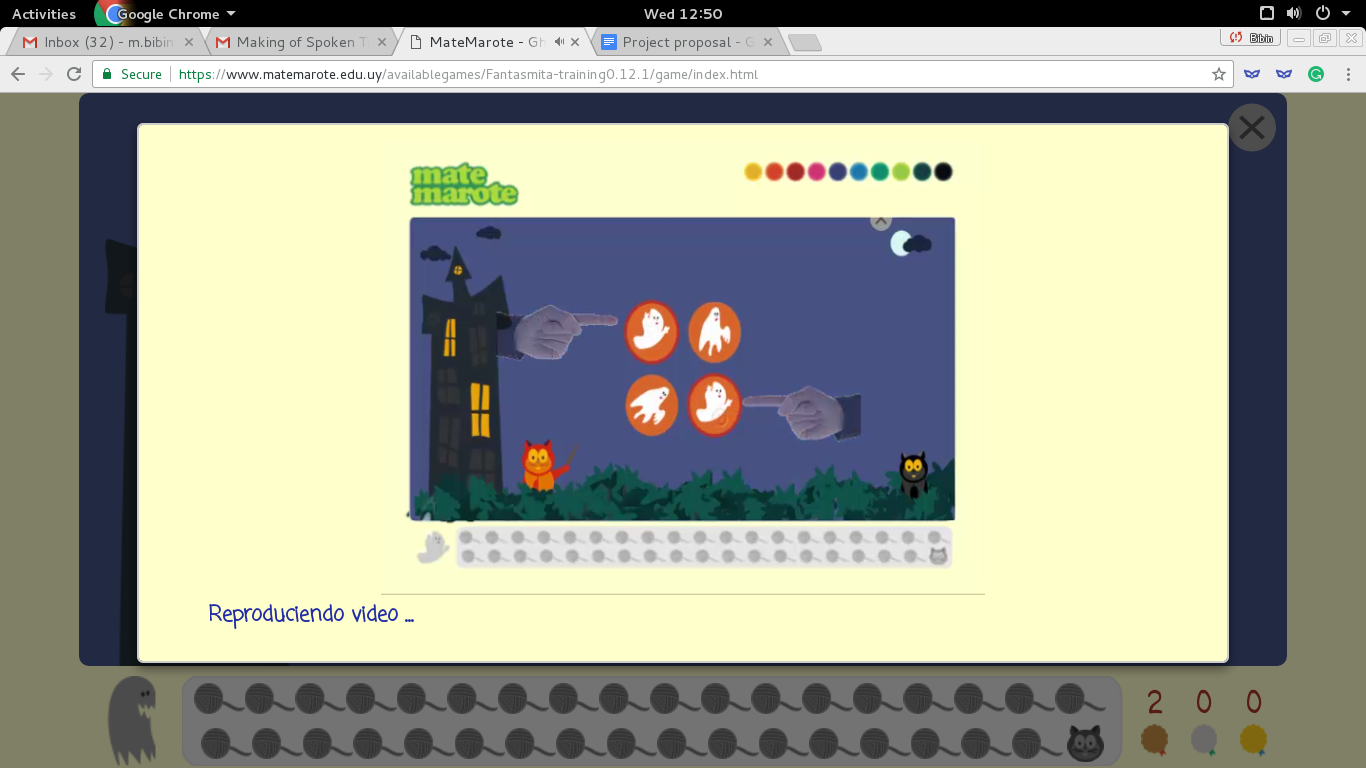 Activities
Google Chrome
Wed 12:50
Inbox (32) - m.bibin
Making of Spoken T
MateMarote - Gh
Project proposal - G
Bibin
Secure
https://www.matemarote.edu.uy/availablegames/Fantasmita-training0.12.1/game/index.html
mate
marote
Reproduciendo video ...
2 0 0